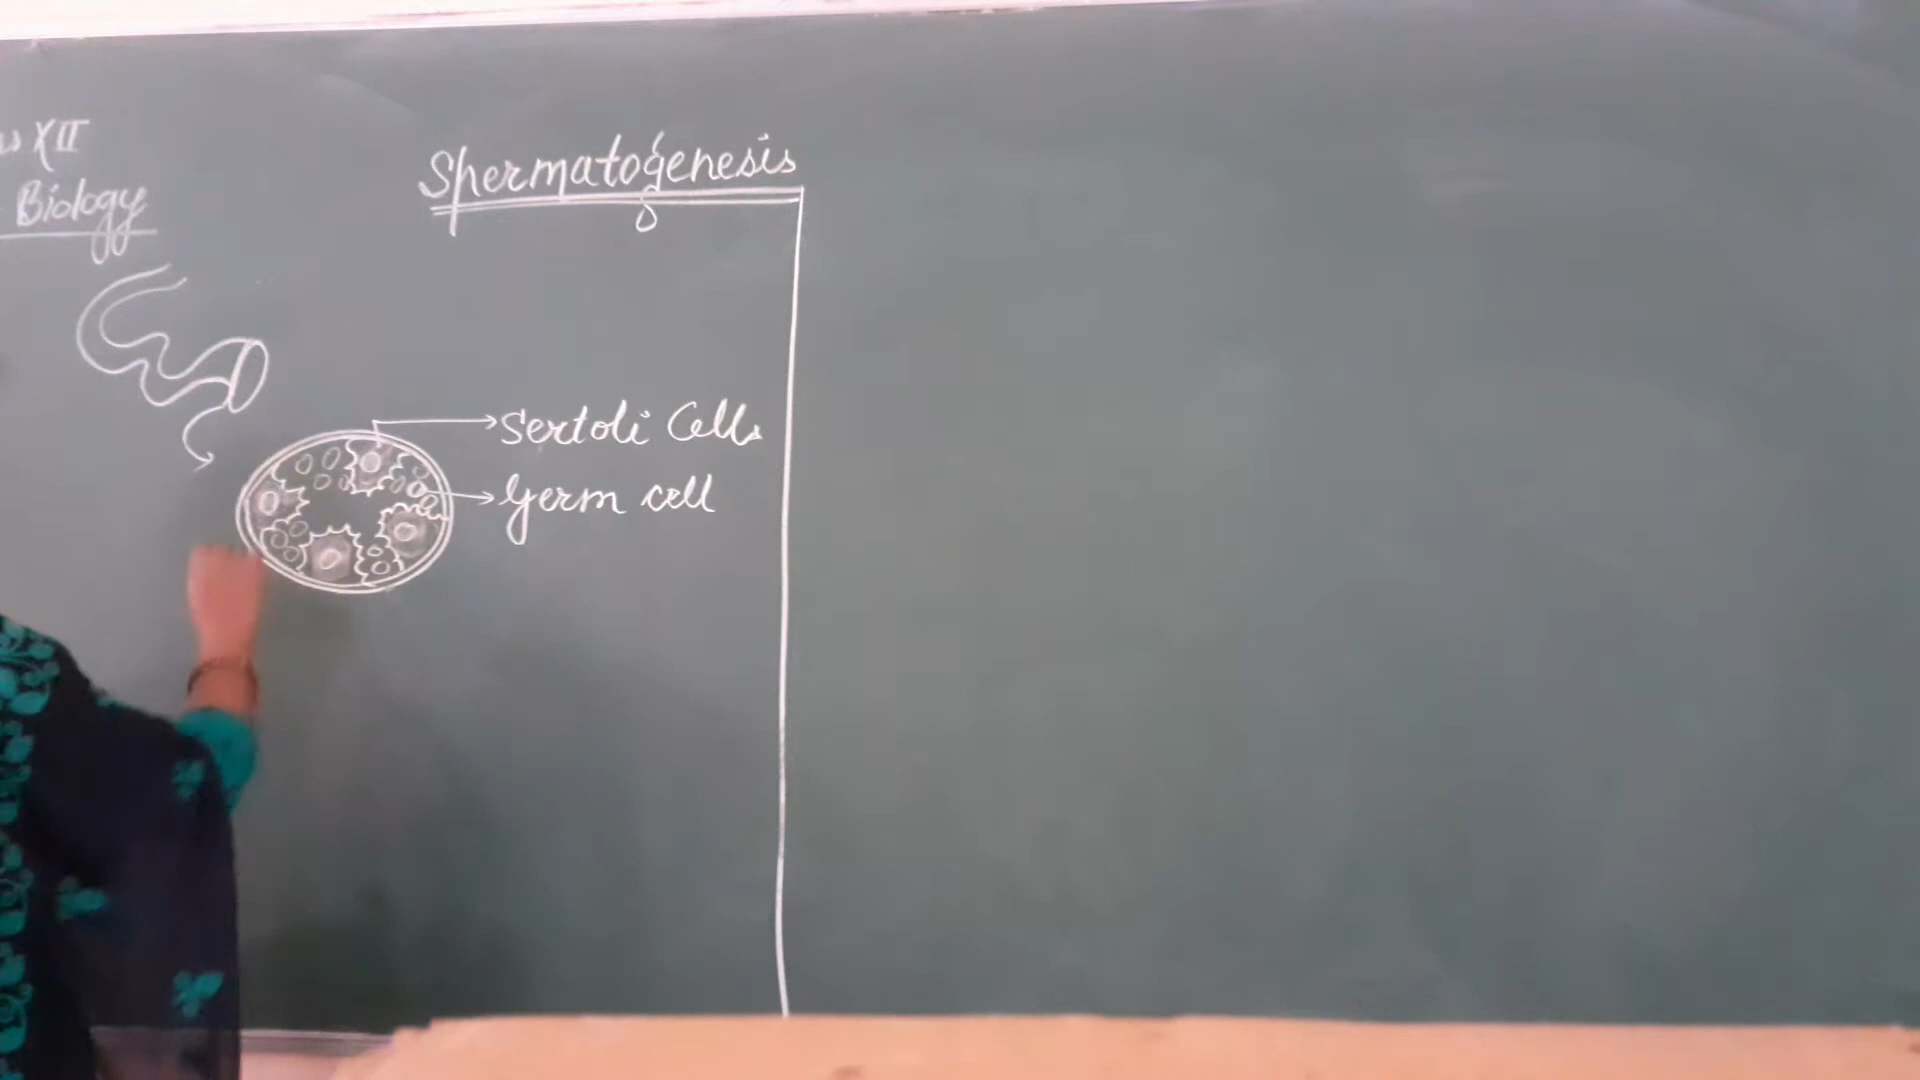 XII
Biology
Spermatogenesis
Sertoli Cells
Germ cell